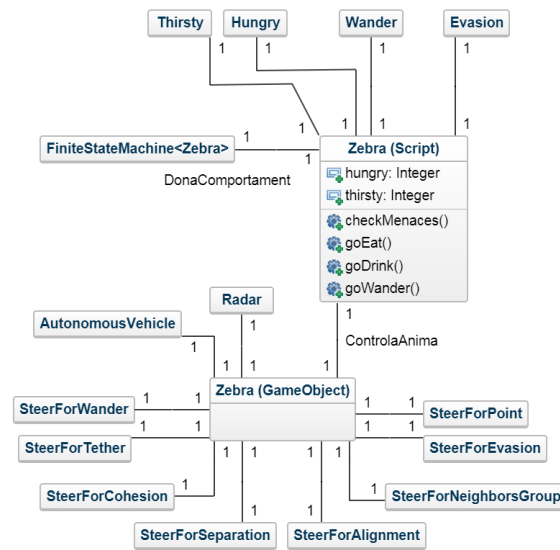 Thirsty
Hungry
Wander
Evasion
1
1
1
1
1
1
1
1
Zebra (Script)
FiniteStateMachine<Zebra>
1
1
DonaComportament
hungry: Integer
thirsty: Integer
checkMenaces()
goEat()
goDrink()
goWander()
Radar
1
AutonomousVehicle
1
ControlaAnima
1
1
1
1
Zebra (GameObject)
SteerForWander
1
1
1
1
SteerForPoint
SteerForTether
1
1
1
1
SteerForEvasion
1
1
1
1
SteerForCohesion
1
1
SteerForNeighborsGroup
1
1
SteerForSeparation
SteerForAlignment